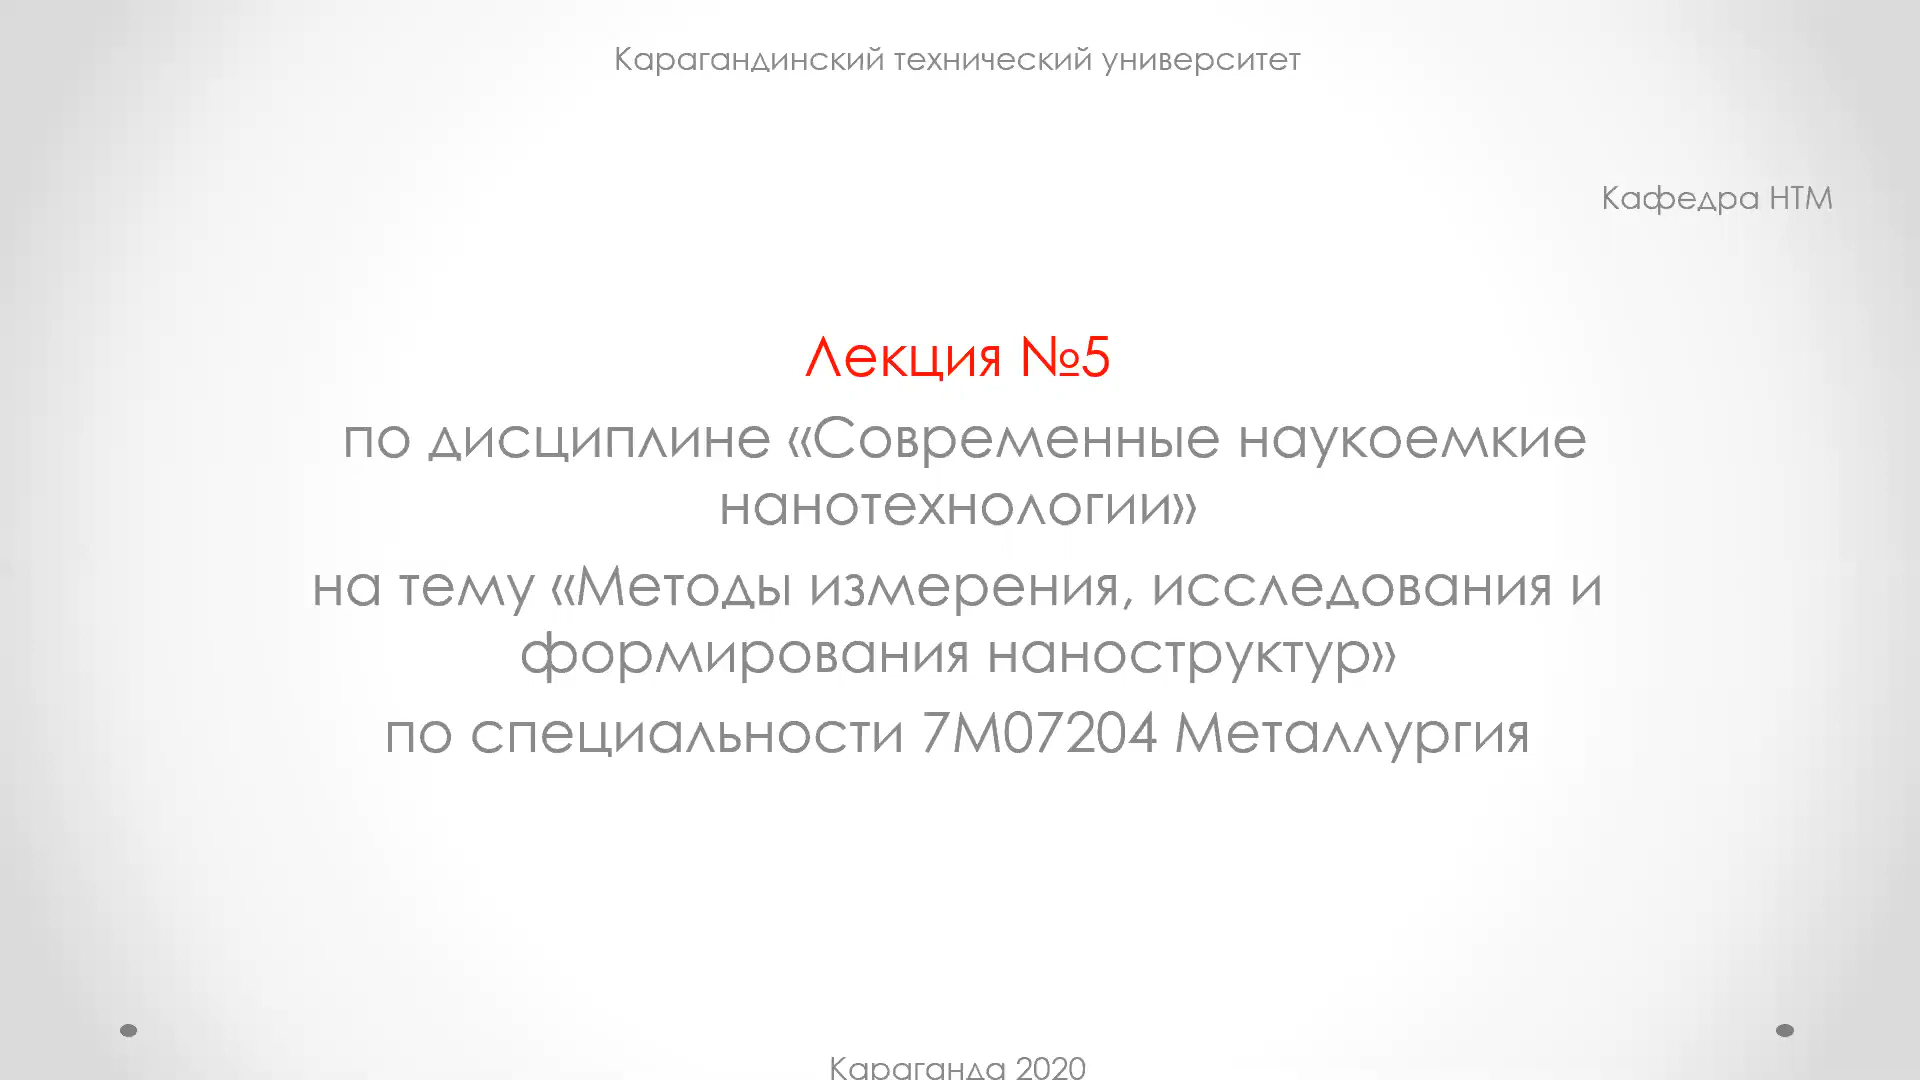 Карагандинский технический университет
Кафедра НТМ
Лекция №5
по дисциплине «Современные наукоемкие
нанотехнологии»
на тему «Методы измерения, исследования и
формирования наноструктур»
по специальности 7М07204 Металлургия
Караганда 2020